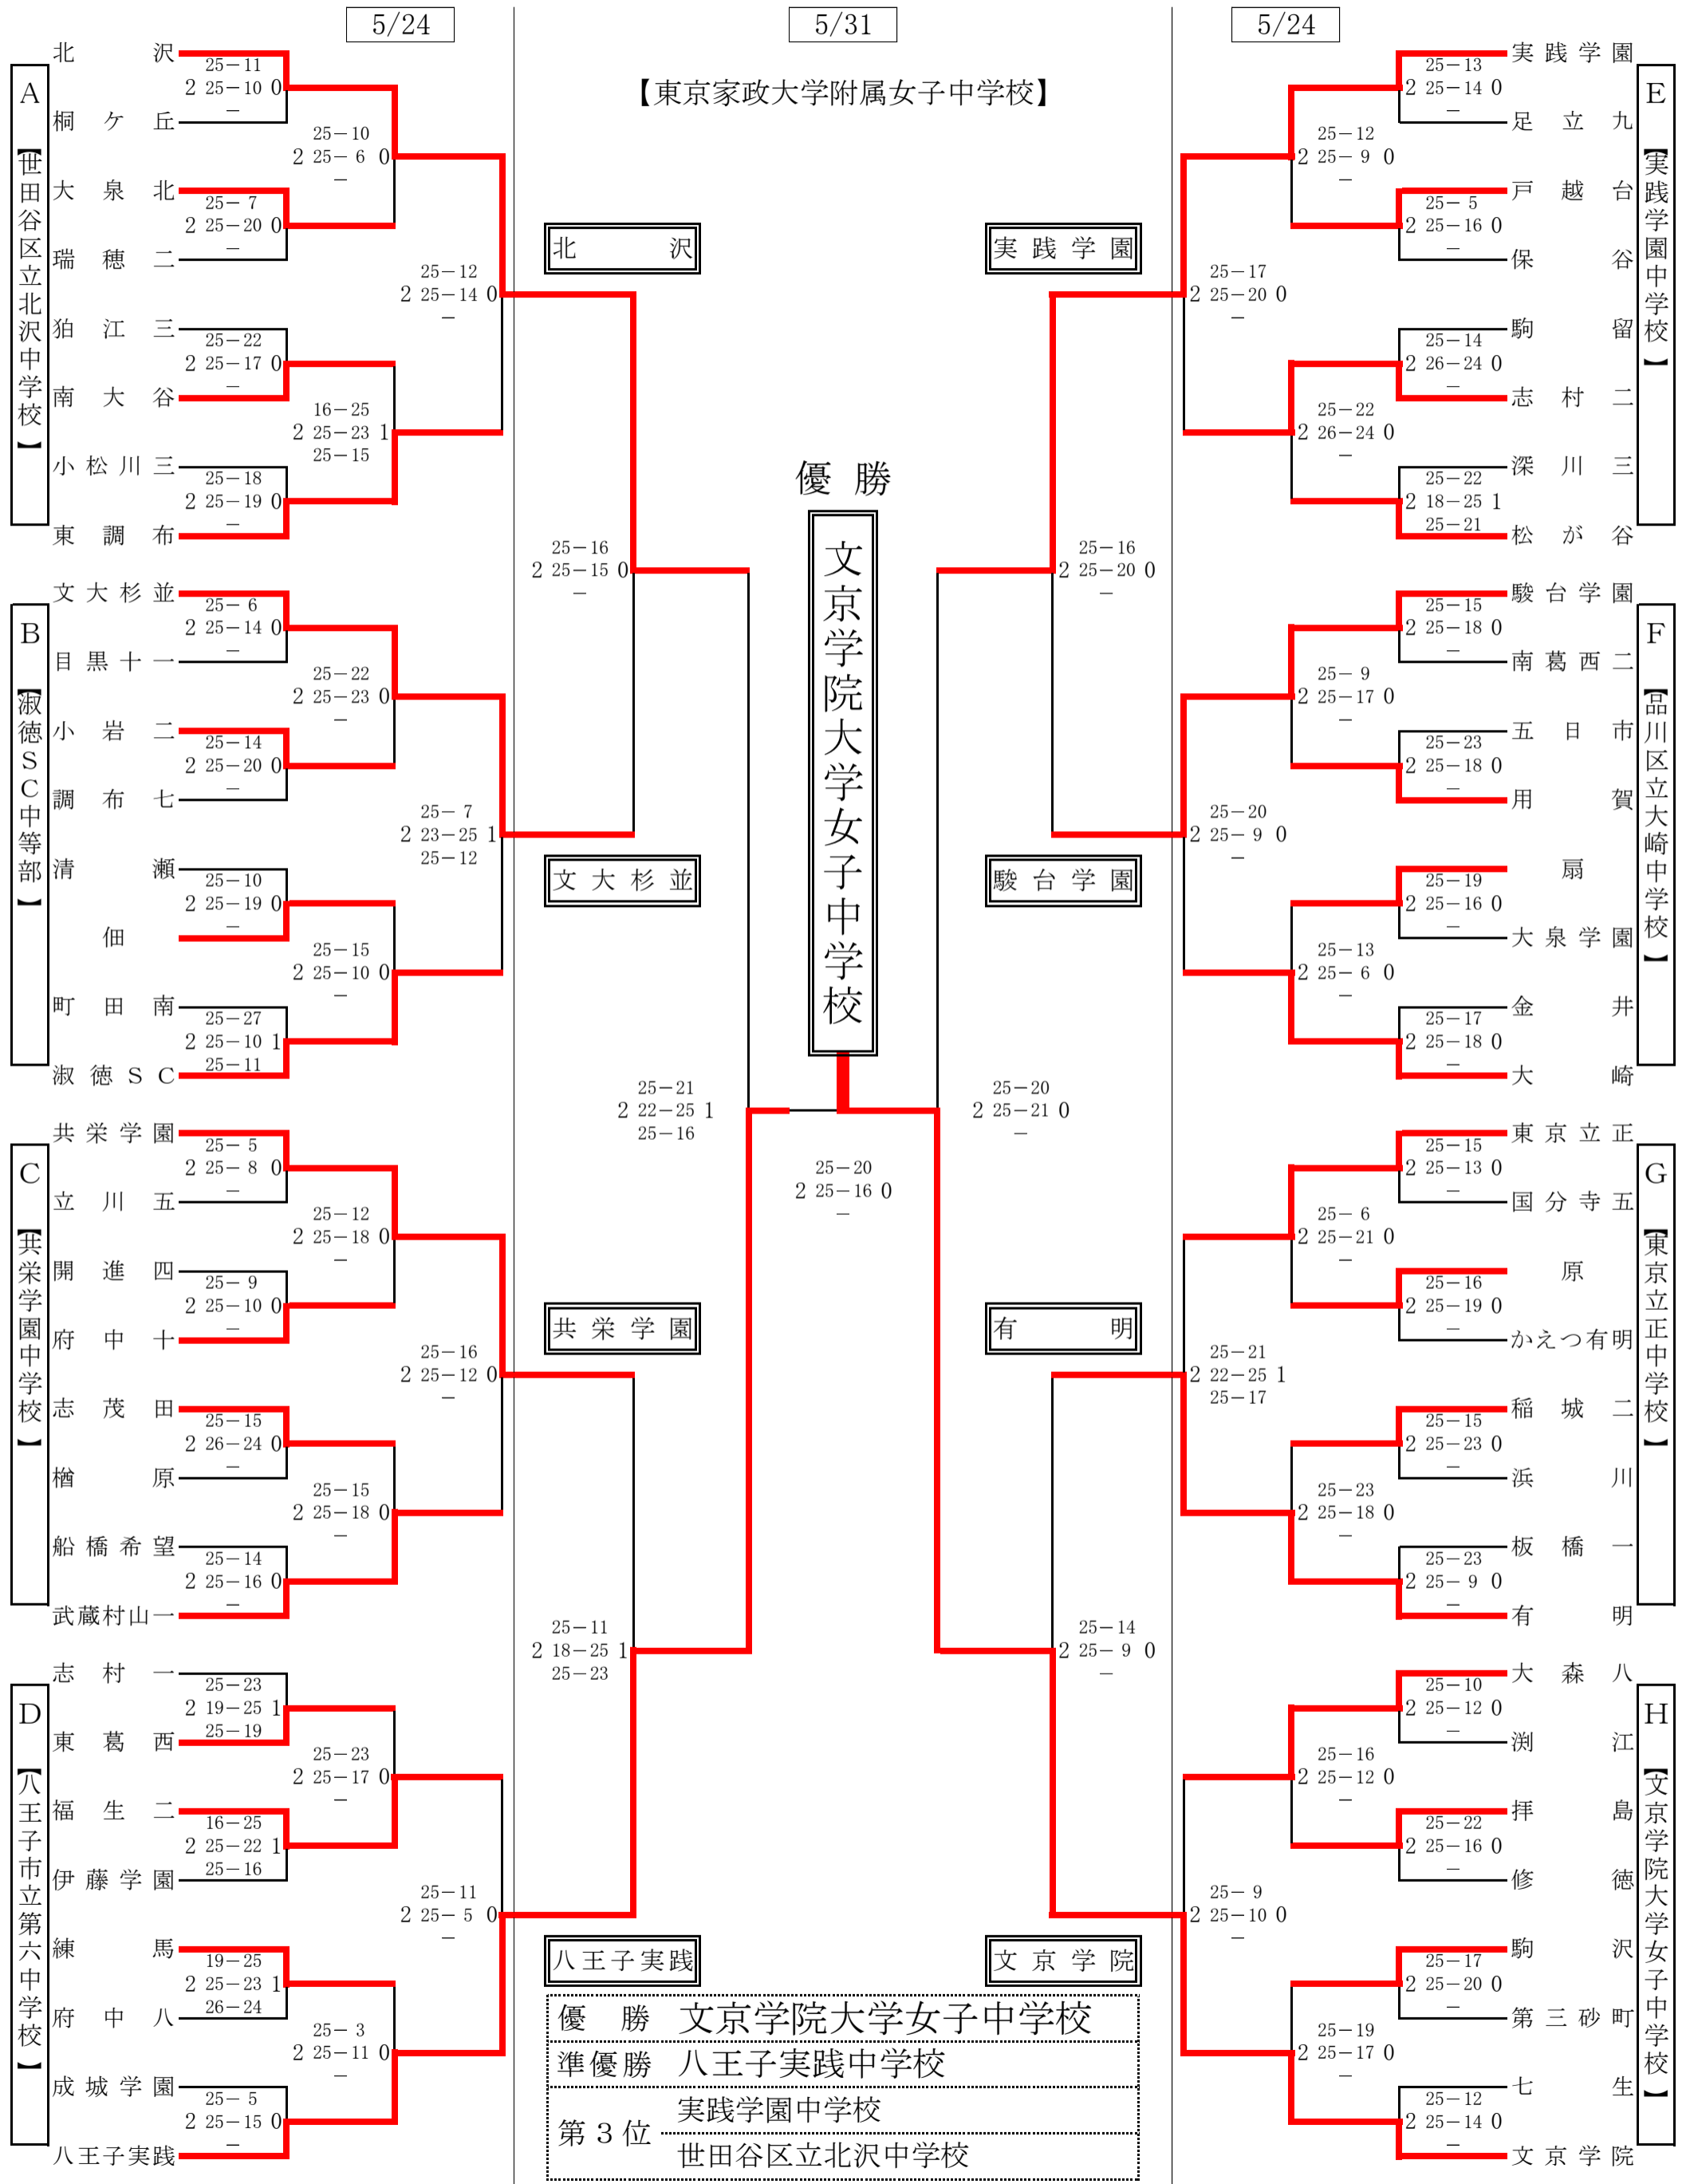 5/24
5/31
5/24
【東京家政大学附属女子中学校】
A 【世田谷区立北沢中学校】
北沢
25-11
2 25-10 0
-
桐ケ丘
25-10
2 25-6 0
-
大泉北
25-7
2 25-20 0
-
瑞穂二
25-12
2 25-14 0
-
狛江三
25-22
2 25-17 0
-
南大谷
16-25
2 25-23 1
25-15
小松川三
25-18
2 25-19 0
-
東調布
B 【淑徳SC中等部】
文大杉並
25-6
2 25-14 0
-
目黒十一
25-22
2 25-23 0
-
小岩二
25-14
2 25-20 0
-
調布七
25-7
2 23-25 1
25-12
清瀬
25-10
2 25-19 0
-
佃
25-15
2 25-10 0
-
町田南
25-27
2 25-10 1
25-11
淑徳SC
C 【共栄学園中学校】
共栄学園
25-5
2 25-8 0
-
立川五
25-12
2 25-18 0
-
開進四
25-9
2 25-10 0
-
府中十
25-16
2 25-12 0
-
志茂田
25-15
2 26-24 0
-
楢原
25-15
2 25-18 0
-
船橋希望
25-14
2 25-16 0
-
武蔵村山一
D 【八王子市立第六中学校】
志村一
25-23
2 19-25 1
25-19
東葛西
25-23
2 25-17 0
-
福生二
16-25
2 25-22 1
25-16
伊藤学園
25-11
2 25-5 0
-
練馬
19-25
2 25-23 1
26-24
府中八
25-3
2 25-11 0
-
成城学園
25-5
2 25-15 0
-
八王子実践
北沢
25-16
2 25-15 0
-
文大杉並
25-21
2 22-25 1
25-16
共栄学園
25-11
2 18-25 1
25-23
八王子実践
優勝
文京学院大学女子中学校
25-20
2 25-16 0
-
実践学園
25-16
2 25-20 0
-
駿台学園
25-20
2 25-21 0
-
有明
25-14
2 25-9 0
-
文京学院
E 【実践学園中学校】
実践学園
25-13
2 25-14 0
-
足立九
25-12
2 25-9 0
-
戸越台
25-5
2 25-16 0
-
保谷
25-17
2 25-20 0
-
駒留
25-14
2 26-24 0
-
志村二
25-22
2 26-24 0
-
深川三
25-22
2 18-25 1
25-21
松が谷
F 【品川区立大崎中学校】
駿台学園
25-15
2 25-18 0
-
南葛西二
25-9
2 25-17 0
-
五日市
25-23
2 25-18 0
-
用賀
25-20
2 25-9 0
-
扇
25-19
2 25-16 0
-
大泉学園
25-13
2 25-6 0
-
金井
25-17
2 25-18 0
-
大崎
G 【東京立正中学校】
東京立正
25-15
2 25-13 0
-
国分寺五
25-6
2 25-21 0
-
原
25-16
2 25-19 0
-
かえつ有明
25-21
2 22-25 1
25-17
稲城二
25-15
2 25-23 0
-
浜川
25-23
2 25-18 0
-
板橋一
25-23
2 25-9 0
-
有明
H 【文京学院大学女子中学校】
大森八
25-10
2 25-12 0
-
渕江
25-16
2 25-12 0
-
拝島
25-22
2 25-16 0
-
修徳
25-9
2 25-10 0
-
駒沢
25-17
2 25-20 0
-
第三砂町
25-19
2 25-17 0
-
七生
25-12
2 25-14 0
-
文京学院
優勝 文京学院大学女子中学校
準優勝 八王子実践中学校
第3位 実践学園中学校
世田谷区立北沢中学校